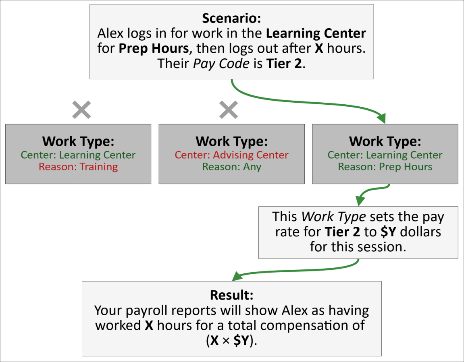 Scenario:
Alex logs in for work in the Learning Center
for Prep Hours, then logs out after X hours.
Their Pay Code is Tier 2.
Work Type:
Center: Learning Center
Reason: Training
Work Type:
Center: Advising Center
Reason: Any
Work Type:
Center: Learning Center
Reason: Prep Hours
This Work Type sets the pay
rate for Tier 2 to $Y dollars
for this session.
Result:
Your payroll reports will show Alex as having
worked X hours for a total compensation of
(X × $Y).